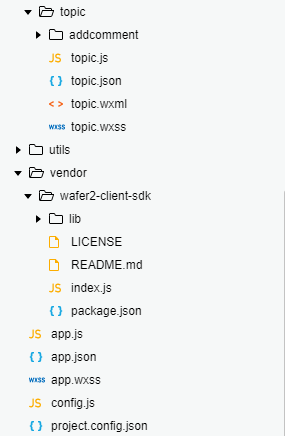 topic
addcomment
JS topic.js
{ } topic.json
< > topic.wxml
wxss topic.wxss
utils
vendor
wafer2-client-sdk
lib
LICENSE
README.md
JS index.js
{ } package.json
JS app.js
{ } app.json
wxss app.wxss
JS config.js
{ } project.config.json